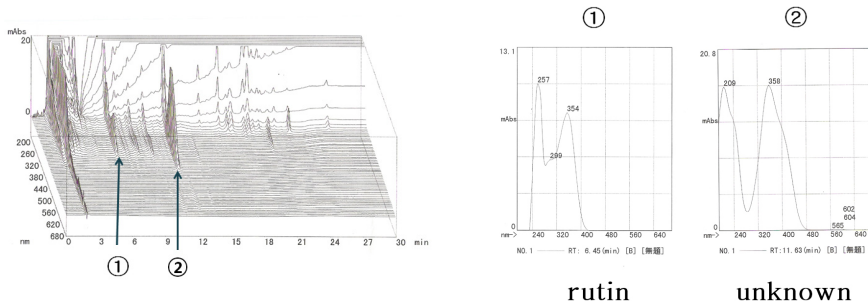 mAbs
20
0
200
260
320
380
440
500
560
620
680
nm
0 3 6 9 12 15 18 21 24 27 30 min
① ②
①
13.1
mAbs
0
257
354
299
nm-> 240 320 400 480 560 640
NO. 1 RT: 6.45(min) [B] [無題]
rutin
②
20.8
mAbs
0
209
358
602
604
565
nm-> 240 320 400 480 560 640
NO. 1 RT:11.63(min) [B] [無題]
unknown